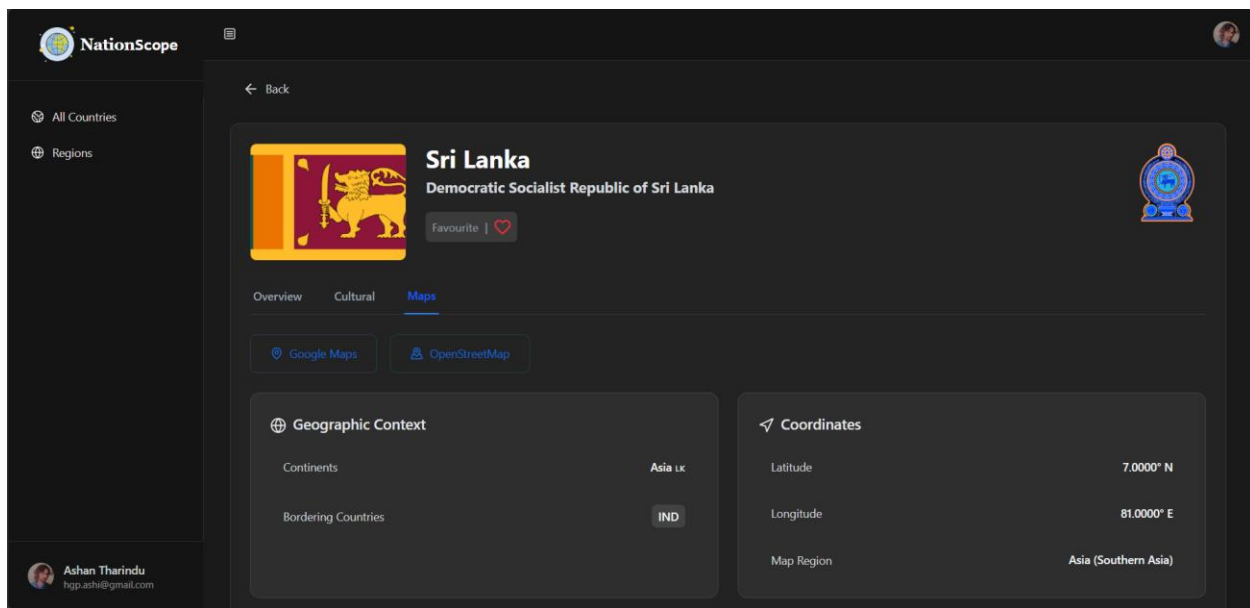 NationScope
All Countries
Regions
Ashan Tharindu
hgp.ashi@gmail.com
Back
Sri Lanka
Democratic Socialist Republic of Sri Lanka
Favourite |
Overview Cultural Maps
Google Maps OpenStreetMap
Geographic Context
Continents Asia LK
Bordering Countries IND
Coordinates
Latitude 7.0000° N
Longitude 81.0000° E
Map Region Asia (Southern Asia)